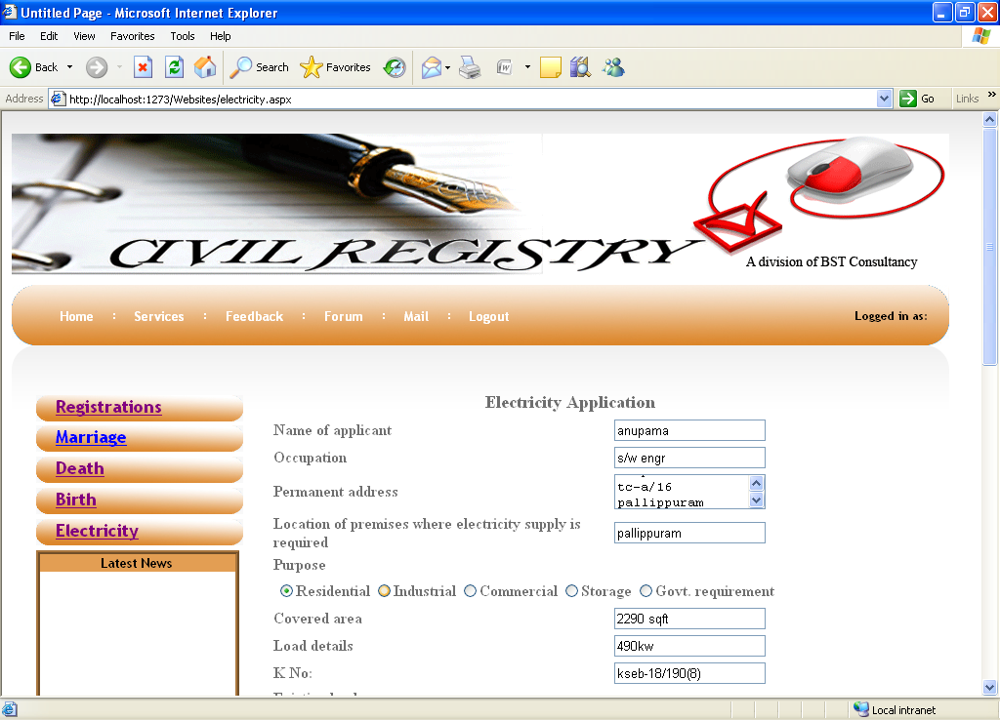 Untitled Page - Microsoft Internet Explorer
File Edit View Favorites Tools Help
Back Search Favorites
Address http://localhost:1273/Websites/electricity.aspx Go Links »
CIVIL REGISTRY
A division of BST Consultancy
Home : Services : Feedback : Forum : Mail : Logout Logged in as:
Registrations
Marriage
Death
Birth
Electricity
Latest News
Electricity Application
Name of applicant anupama
Occupation s/w engr
Permanent address tc-a/16
pallippuram
Location of premises where electricity supply is
required pallippuram
Purpose
Residential Industrial Commercial Storage Govt. requirement
Covered area 2290 sqft
Load details 490kw
K No: kseb-18/190(8)
Local intranet